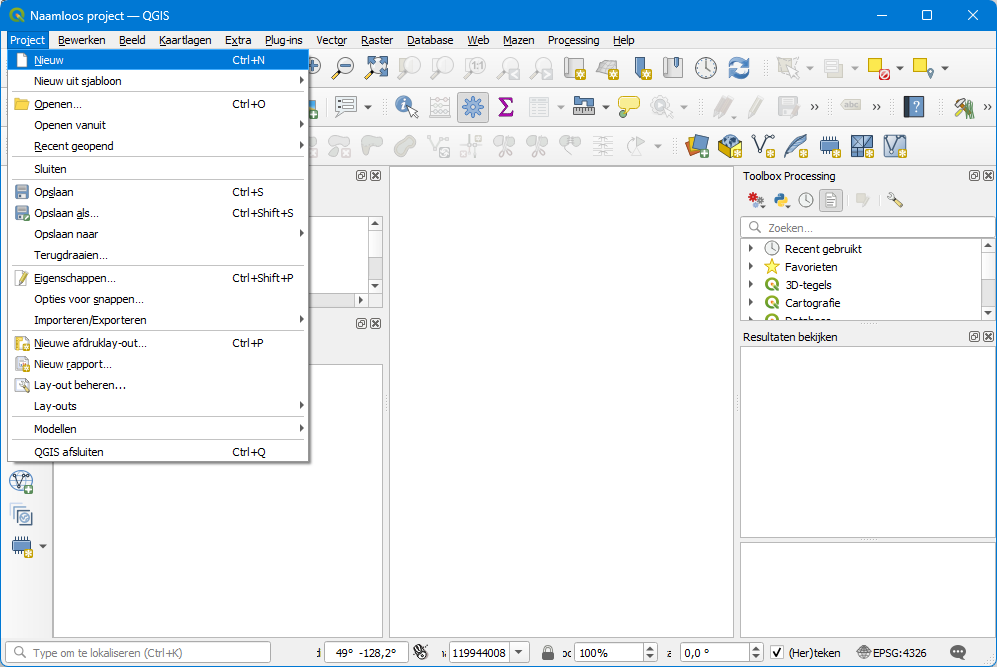 Naamloos project — QGIS
Project Bewerken Beeld Kaartlagen Extra Plug-ins Vector Raster Database Web Mazen Processing Help
Nieuw Ctrl+N
Nieuw uit sjabloon
Openen... Ctrl+O
Openen vanuit
Recent geopend
Sluiten
Opslaan Ctrl+S
Opslaan als... Ctrl+Shift+S
Opslaan naar
Terugdraaien...
Eigenschappen... Ctrl+Shift+P
Opties voor snappen...
Importeren/Exporteren
Nieuwe afdruklay-out... Ctrl+P
Nieuw rapport...
Lay-out beheren...
Lay-outs
Modellen
QGIS afsluiten Ctrl+Q
1:1
abc
Toolbox Processing
Zoeken...
Recent gebruikt
Favorieten
3D-tegels
Cartografie
Database
Resultaten bekijken
Type om te lokaliseren (Ctrl+K)
49° -128,2°
119944008
100%
0,0 °
(Her)teken
EPSG:4326